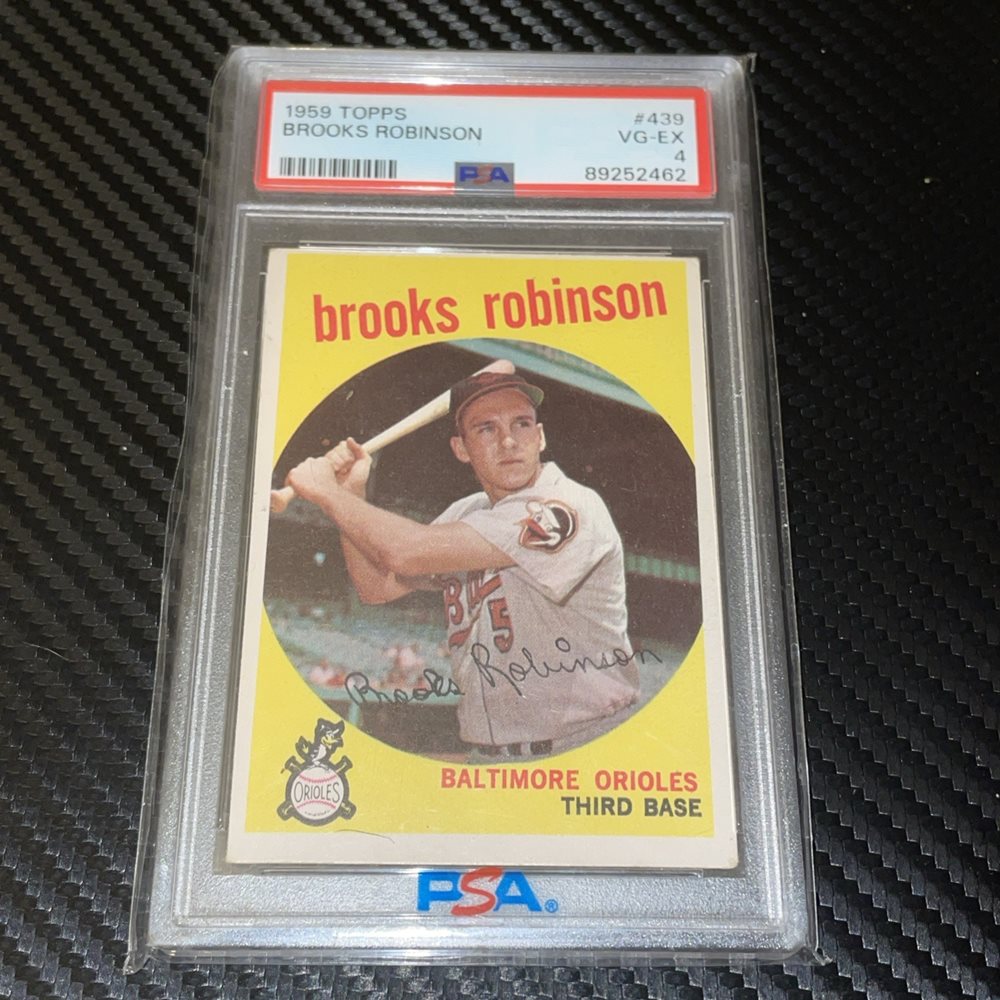 1959 TOPPS #439
BROOKS ROBINSON VG-EX
4
PSA 89252462
brooks robinson
5
Brooks Robinson
ORIOLES
BALTIMORE ORIOLES
THIRD BASE
PSA®